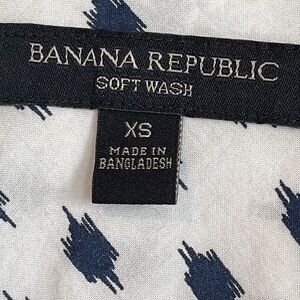 BANANA REPUBLIC
SOFT WASH
XS
MADE IN
BANGLADESH